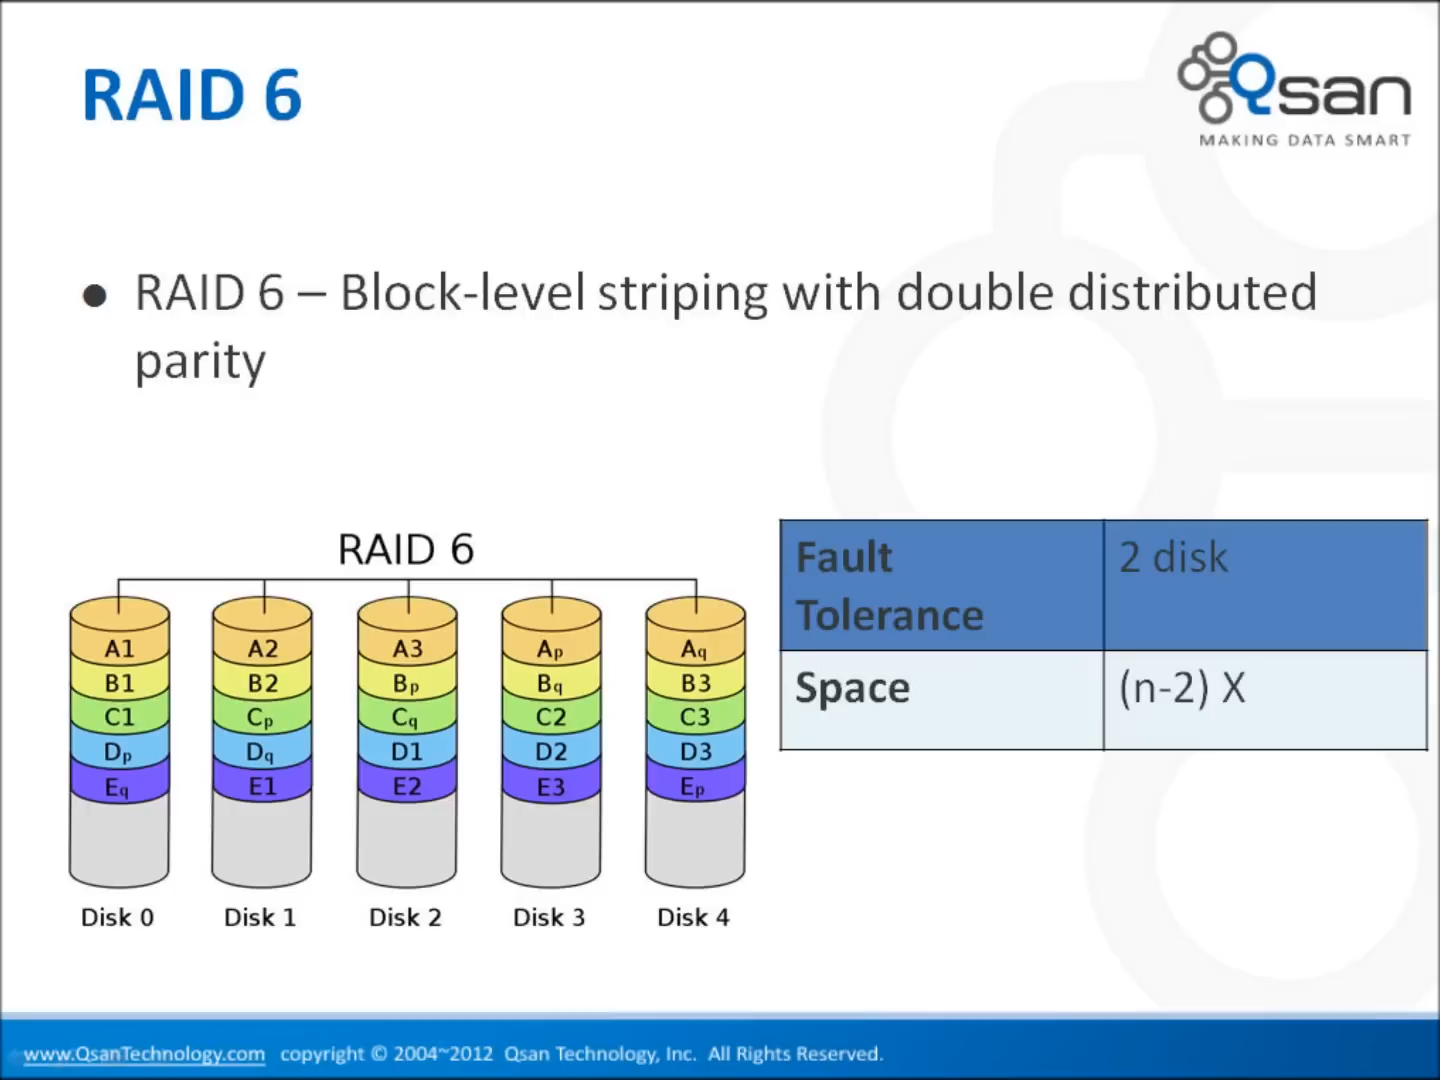 RAID 6
Qsan
MAKING DATA SMART
● RAID 6 – Block-level striping with double distributed
parity
RAID 6
A1 A2 A3 Ap Aq
B1 B2 Bp Bq B3
C1 Cp Cq C2 C3
Dp Dq D1 D2 D3
Eq E1 E2 E3 Ep
Disk 0 Disk 1 Disk 2 Disk 3 Disk 4
Fault 2 disk
Tolerance
Space (n-2) X
www.QsanTechnology.com copyright © 2004~2012 Qsan Technology, Inc. All Rights Reserved.